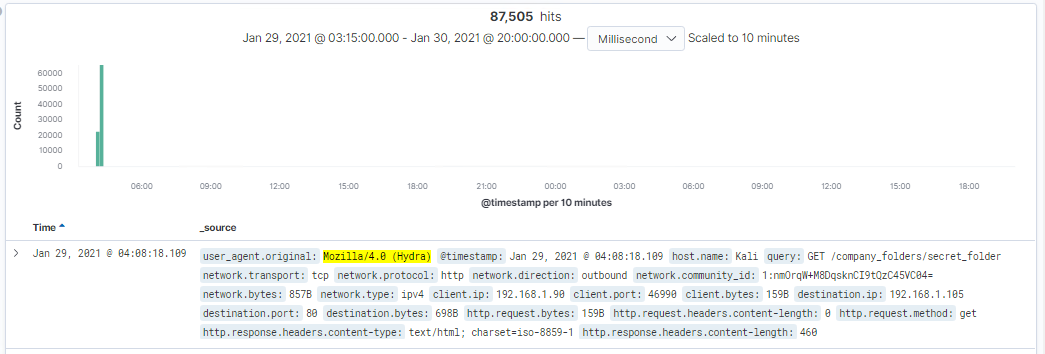 87,505 hits
Jan 29, 2021 @ 03:15:00.000 - Jan 30, 2021 @ 20:00:00.000 — Millisecond Scaled to 10 minutes
Count
60000
50000
40000
30000
20000
10000
0
06:00 09:00 12:00 15:00 18:00 21:00 00:00 03:00 06:00 09:00 12:00 15:00 18:00
@timestamp per 10 minutes
Time _source
Jan 29, 2021 @ 04:08:18.109 user_agent.original: Mozilla/4.0 (Hydra) @timestamp: Jan 29, 2021 @ 04:08:18.109 host.name: Kali query: GET /company_folders/secret_folder
network.transport: tcp network.protocol: http network.direction: outbound network.community_id: 1:nmOrqW+M8DqsknCI9tQzC45VC04=
network.bytes: 857B network.type: ipv4 client.ip: 192.168.1.90 client.port: 46990 client.bytes: 159B destination.ip: 192.168.1.105
destination.port: 80 destination.bytes: 698B http.request.bytes: 159B http.request.headers.content-length: 0 http.request.method: get
http.response.headers.content-type: text/html; charset=iso-8859-1 http.response.headers.content-length: 460